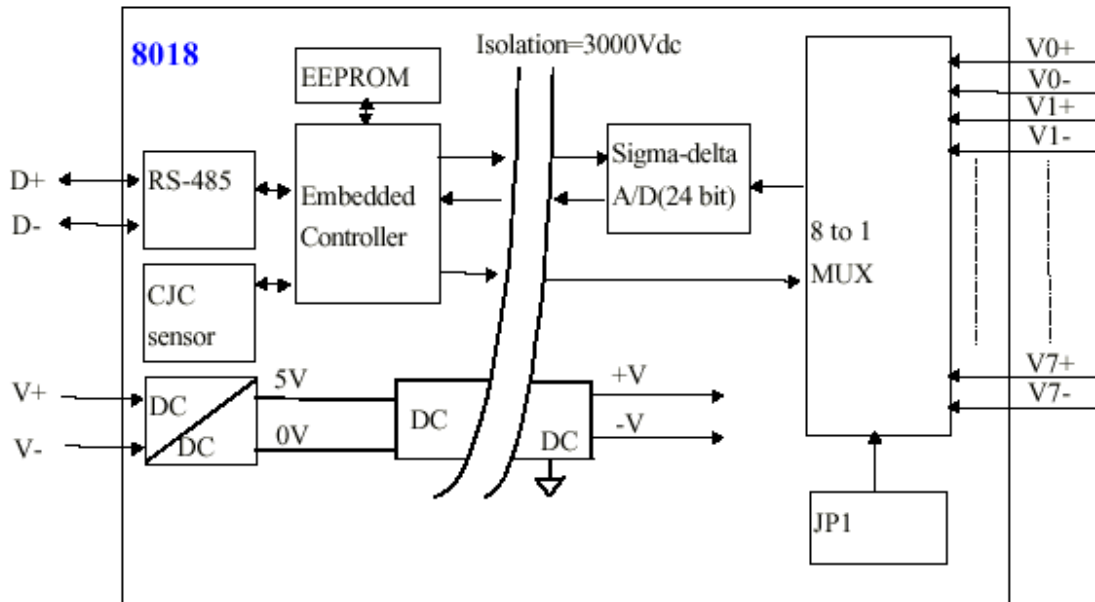 8018
Isolation=3000Vdc
EEPROM
V0+
V0-
V1+
V1-
D+
D-
RS-485
Embedded
Controller
Sigma-delta
A/D(24 bit)
8 to 1
MUX
CJC
sensor
V+
V-
DC
DC
5V
0V
DC
DC
+V
-V
V7+
V7-
JP1